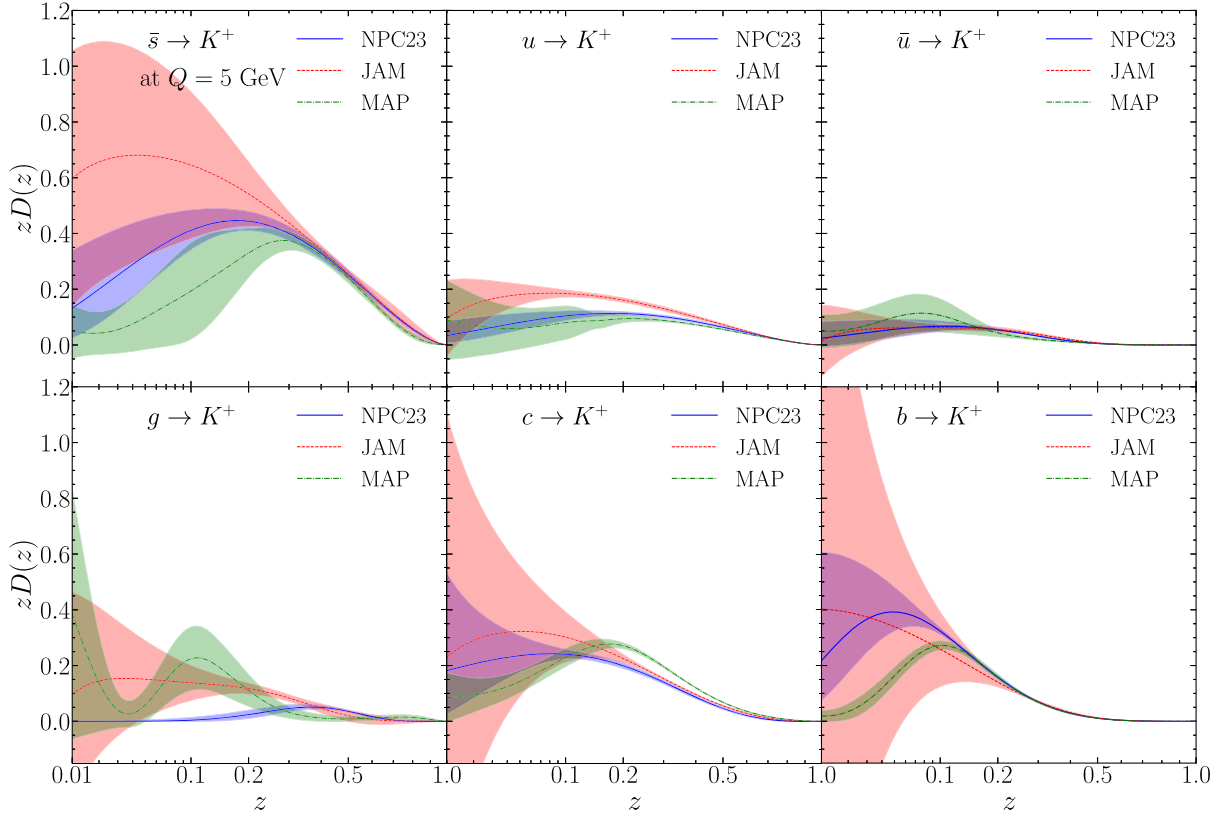 s̄ → K⁺
at Q = 5 GeV
NPC23
JAM
MAP
u → K⁺
NPC23
JAM
MAP
ū → K⁺
NPC23
JAM
MAP
zD(z)
1.2
1.0
0.8
0.6
0.4
0.2
0.0
g → K⁺
NPC23
JAM
MAP
c → K⁺
NPC23
JAM
MAP
b → K⁺
NPC23
JAM
MAP
zD(z)
1.2
1.0
0.8
0.6
0.4
0.2
0.0
0.01 0.1 0.2 0.5 1.0 0.1 0.2 0.5 1.0 0.1 0.2 0.5 1.0
z z z